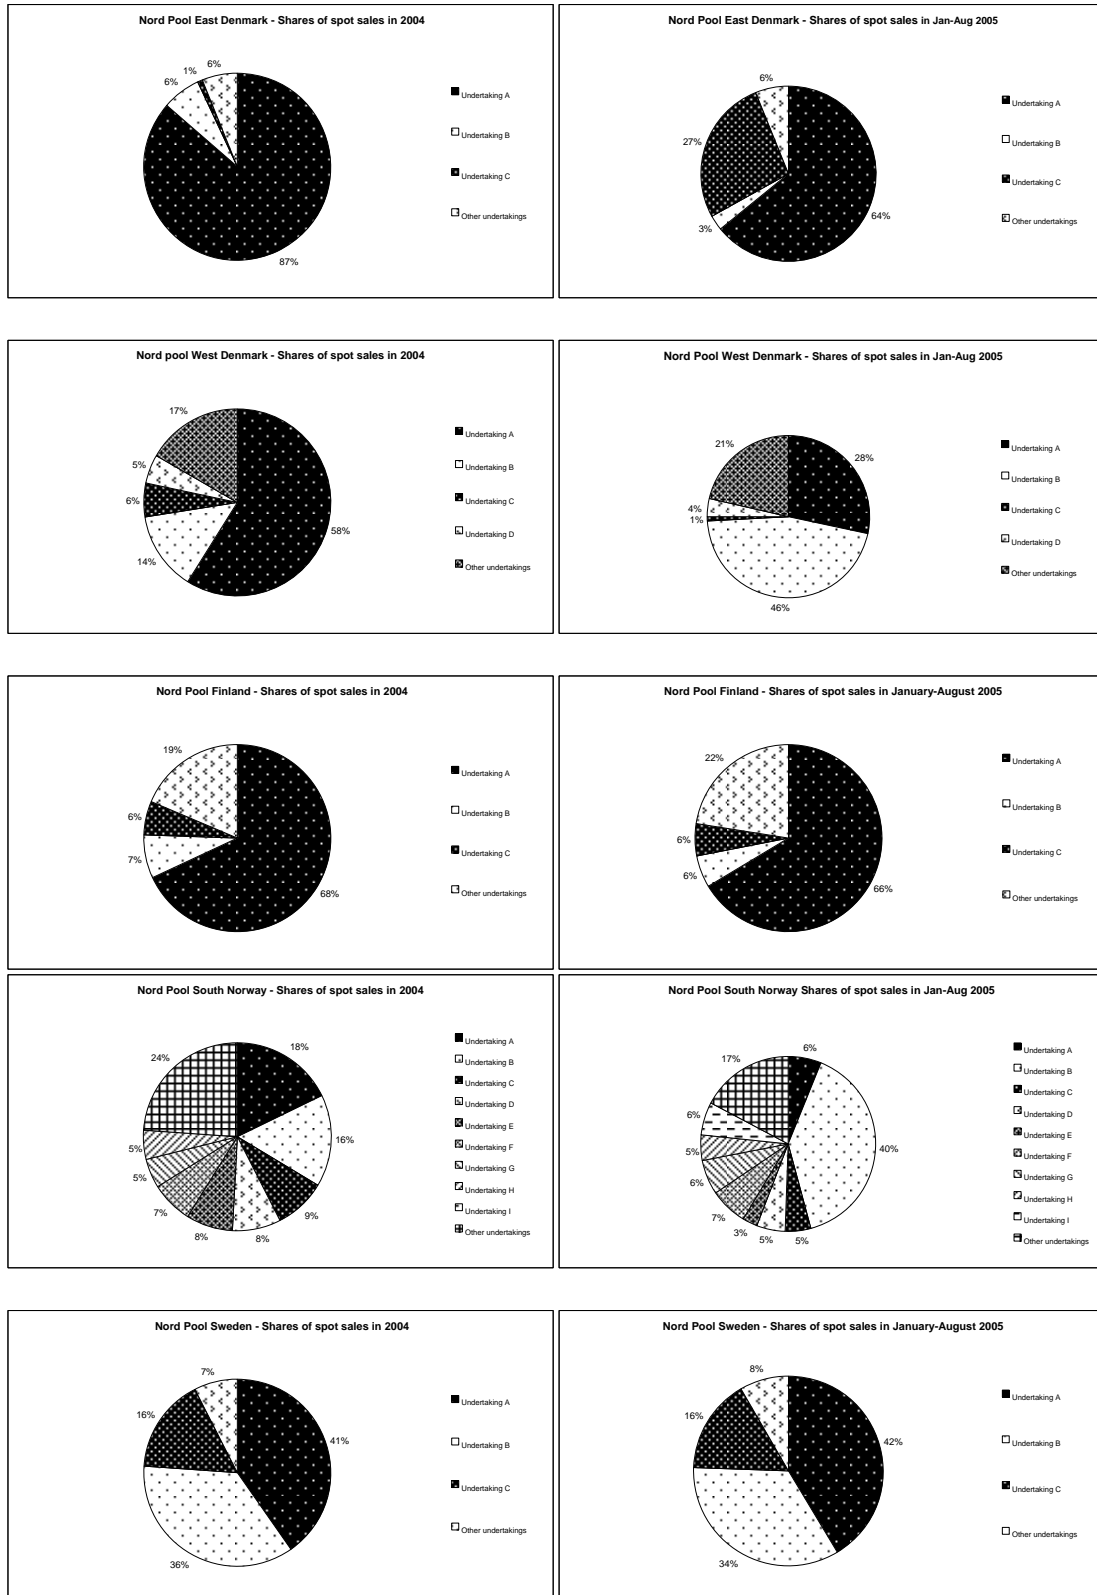 Nord Pool East Denmark - Shares of spot sales in 2004
6%
1%
6%
87%
Undertaking A
Undertaking B
Undertaking C
Other undertakings
Nord Pool East Denmark - Shares of spot sales in Jan-Aug 2005
6%
27%
3%
64%
Undertaking A
Undertaking B
Undertaking C
Other undertakings
Nord pool West Denmark - Shares of spot sales in 2004
17%
5%
6%
14%
58%
Undertaking A
Undertaking B
Undertaking C
Undertaking D
Other undertakings
Nord Pool West Denmark - Shares of spot sales in Jan-Aug 2005
21%
28%
4%
1%
46%
Undertaking A
Undertaking B
Undertaking C
Undertaking D
Other undertakings
Nord Pool Finland - Shares of spot sales in 2004
19%
6%
7%
68%
Undertaking A
Undertaking B
Undertaking C
Other undertakings
Nord Pool Finland - Shares of spot sales in January-August 2005
22%
6%
6%
66%
Undertaking A
Undertaking B
Undertaking C
Other undertakings
Nord Pool South Norway - Shares of spot sales in 2004
24%
18%
16%
5%
5%
7%
8%
8%
9%
Undertaking A
Undertaking B
Undertaking C
Undertaking D
Undertaking E
Undertaking F
Undertaking G
Undertaking H
Undertaking I
Other undertakings
Nord Pool South Norway Shares of spot sales in Jan-Aug 2005
17%
6%
6%
40%
5%
6%
7%
3%
5%
5%
Undertaking A
Undertaking B
Undertaking C
Undertaking D
Undertaking E
Undertaking F
Undertaking G
Undertaking H
Undertaking I
Other undertakings
Nord Pool Sweden - Shares of spot sales in 2004
7%
16%
41%
36%
Undertaking A
Undertaking B
Undertaking C
Other undertakings
Nord Pool Sweden - Shares of spot sales in January-August 2005
8%
16%
42%
34%
Undertaking A
Undertaking B
Undertaking C
Other undertakings